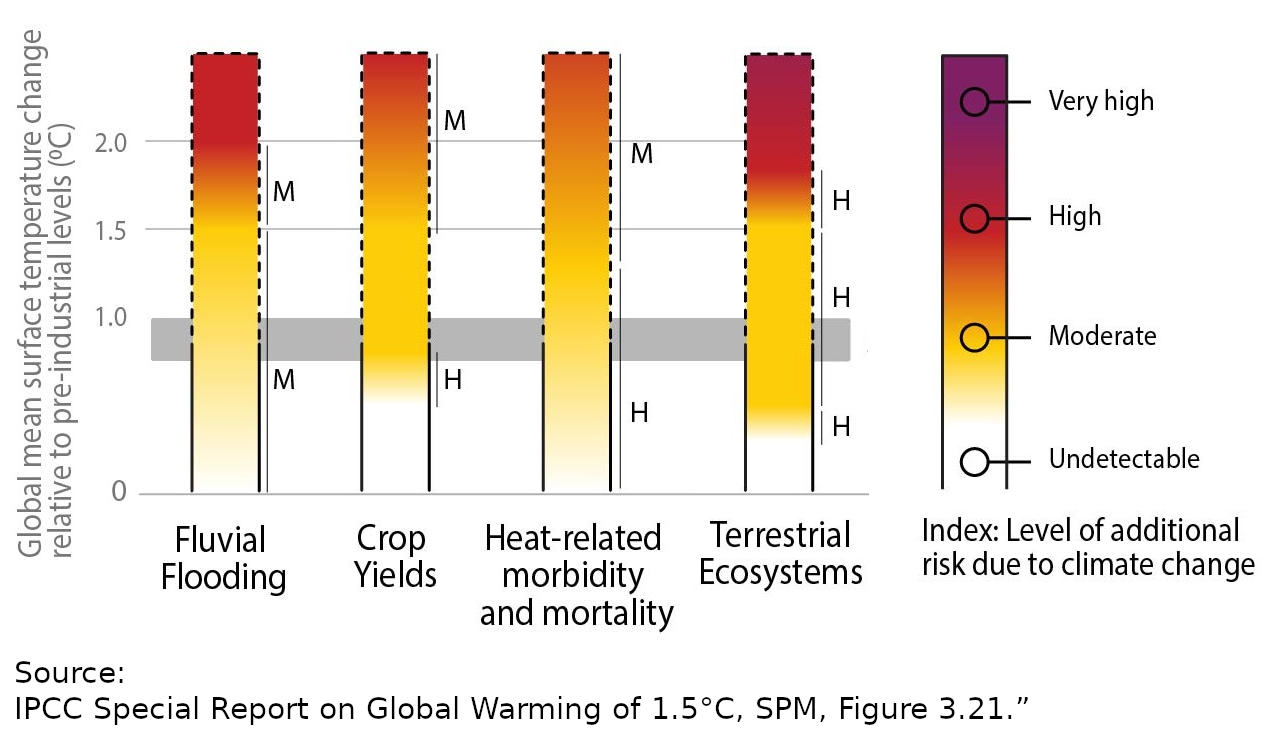 Global mean surface temperature change
relative to pre-industrial levels (ºC)
2.0
1.5
1.0
0
M
M
M
H
M
H
H
H
H
Fluvial
Flooding
Crop
Yields
Heat-related
morbidity
and mortality
Terrestrial
Ecosystems
Very high
High
Moderate
Undetectable
Index: Level of additional
risk due to climate change
Source:
IPCC Special Report on Global Warming of 1.5°C, SPM, Figure 3.21.”